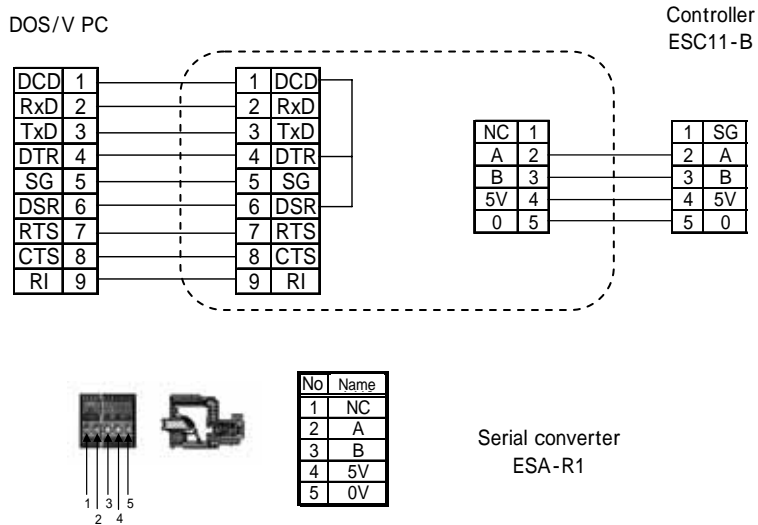 DOS/V PC
Controller
ESC11-B
DCD 1 1 DCD
RxD 2 2 RxD
TxD 3 3 TxD
DTR 4 4 DTR
SG 5 5 SG
DSR 6 6 DSR
RTS 7 7 RTS
CTS 8 8 CTS
RI 9 9 RI
NC 1 1 SG
A 2 2 A
B 3 3 B
5V 4 4 5V
0 5 5 0
No Name
1 NC
2 A
3 B
4 5V
5 0V
1 3 5
2 4
Serial converter
ESA-R1